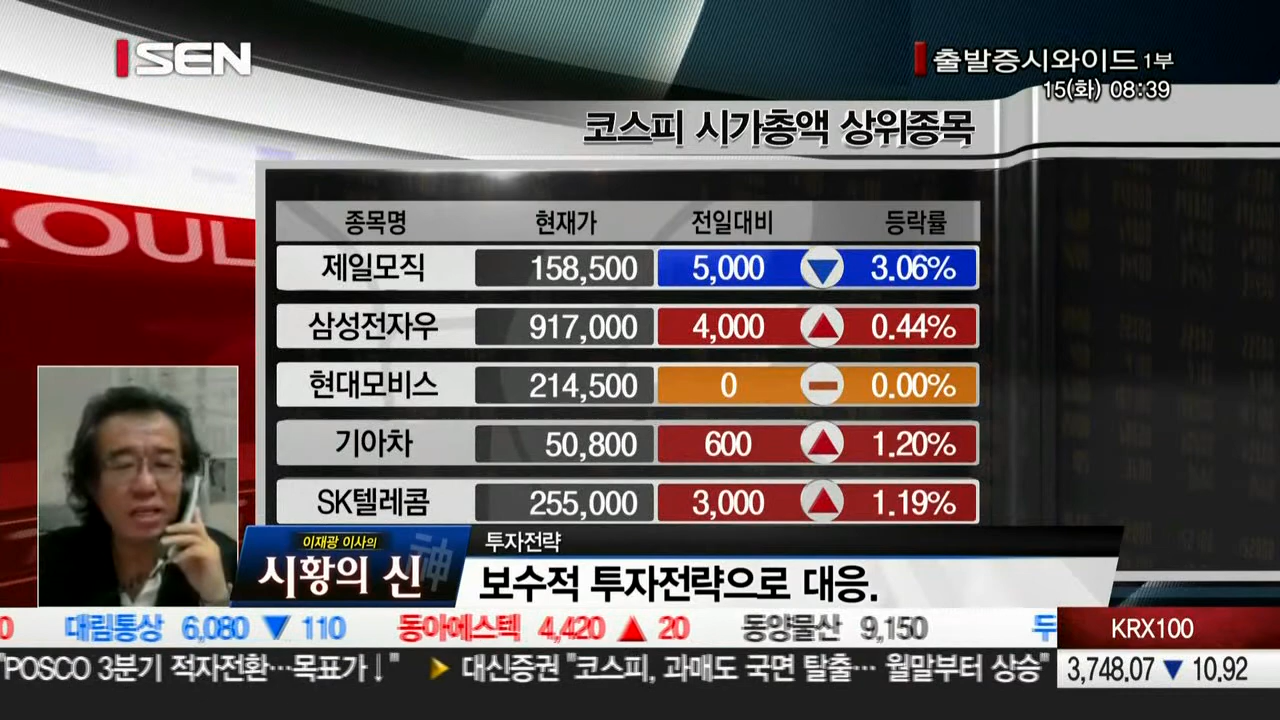 SEN
출발증시와이드 1부
15(화) 08:39
코스피 시가총액 상위종목
OUL
종목명 현재가 전일대비 등락률
제일모직 158,500 5,000 ▼ 3.06%
삼성전자우 917,000 4,000 ▲ 0.44%
현대모비스 214,500 0 - 0.00%
기아차 50,800 600 ▲ 1.20%
SK텔레콤 255,000 3,000 ▲ 1.19%
이재광 이사의
시황의 신
神
투자전략
보수적 투자전략으로 대응.
0 대림통상 6,080 ▼ 110 동아에스텍 4,420 ▲ 20 동양물산 9,150 두
KRX100
"POSCO 3분기 적자전환…목표가↓" ▶ 대신증권 "코스피, 과매도 국면 탈출… 월말부터 상승"
3,748.07 ▼ 10.92